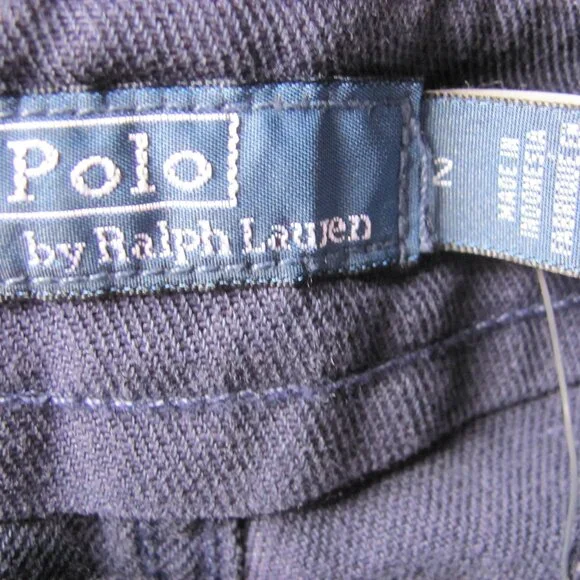 Polo
by Ralph Lauren
2
MADE IN
INDONESIA